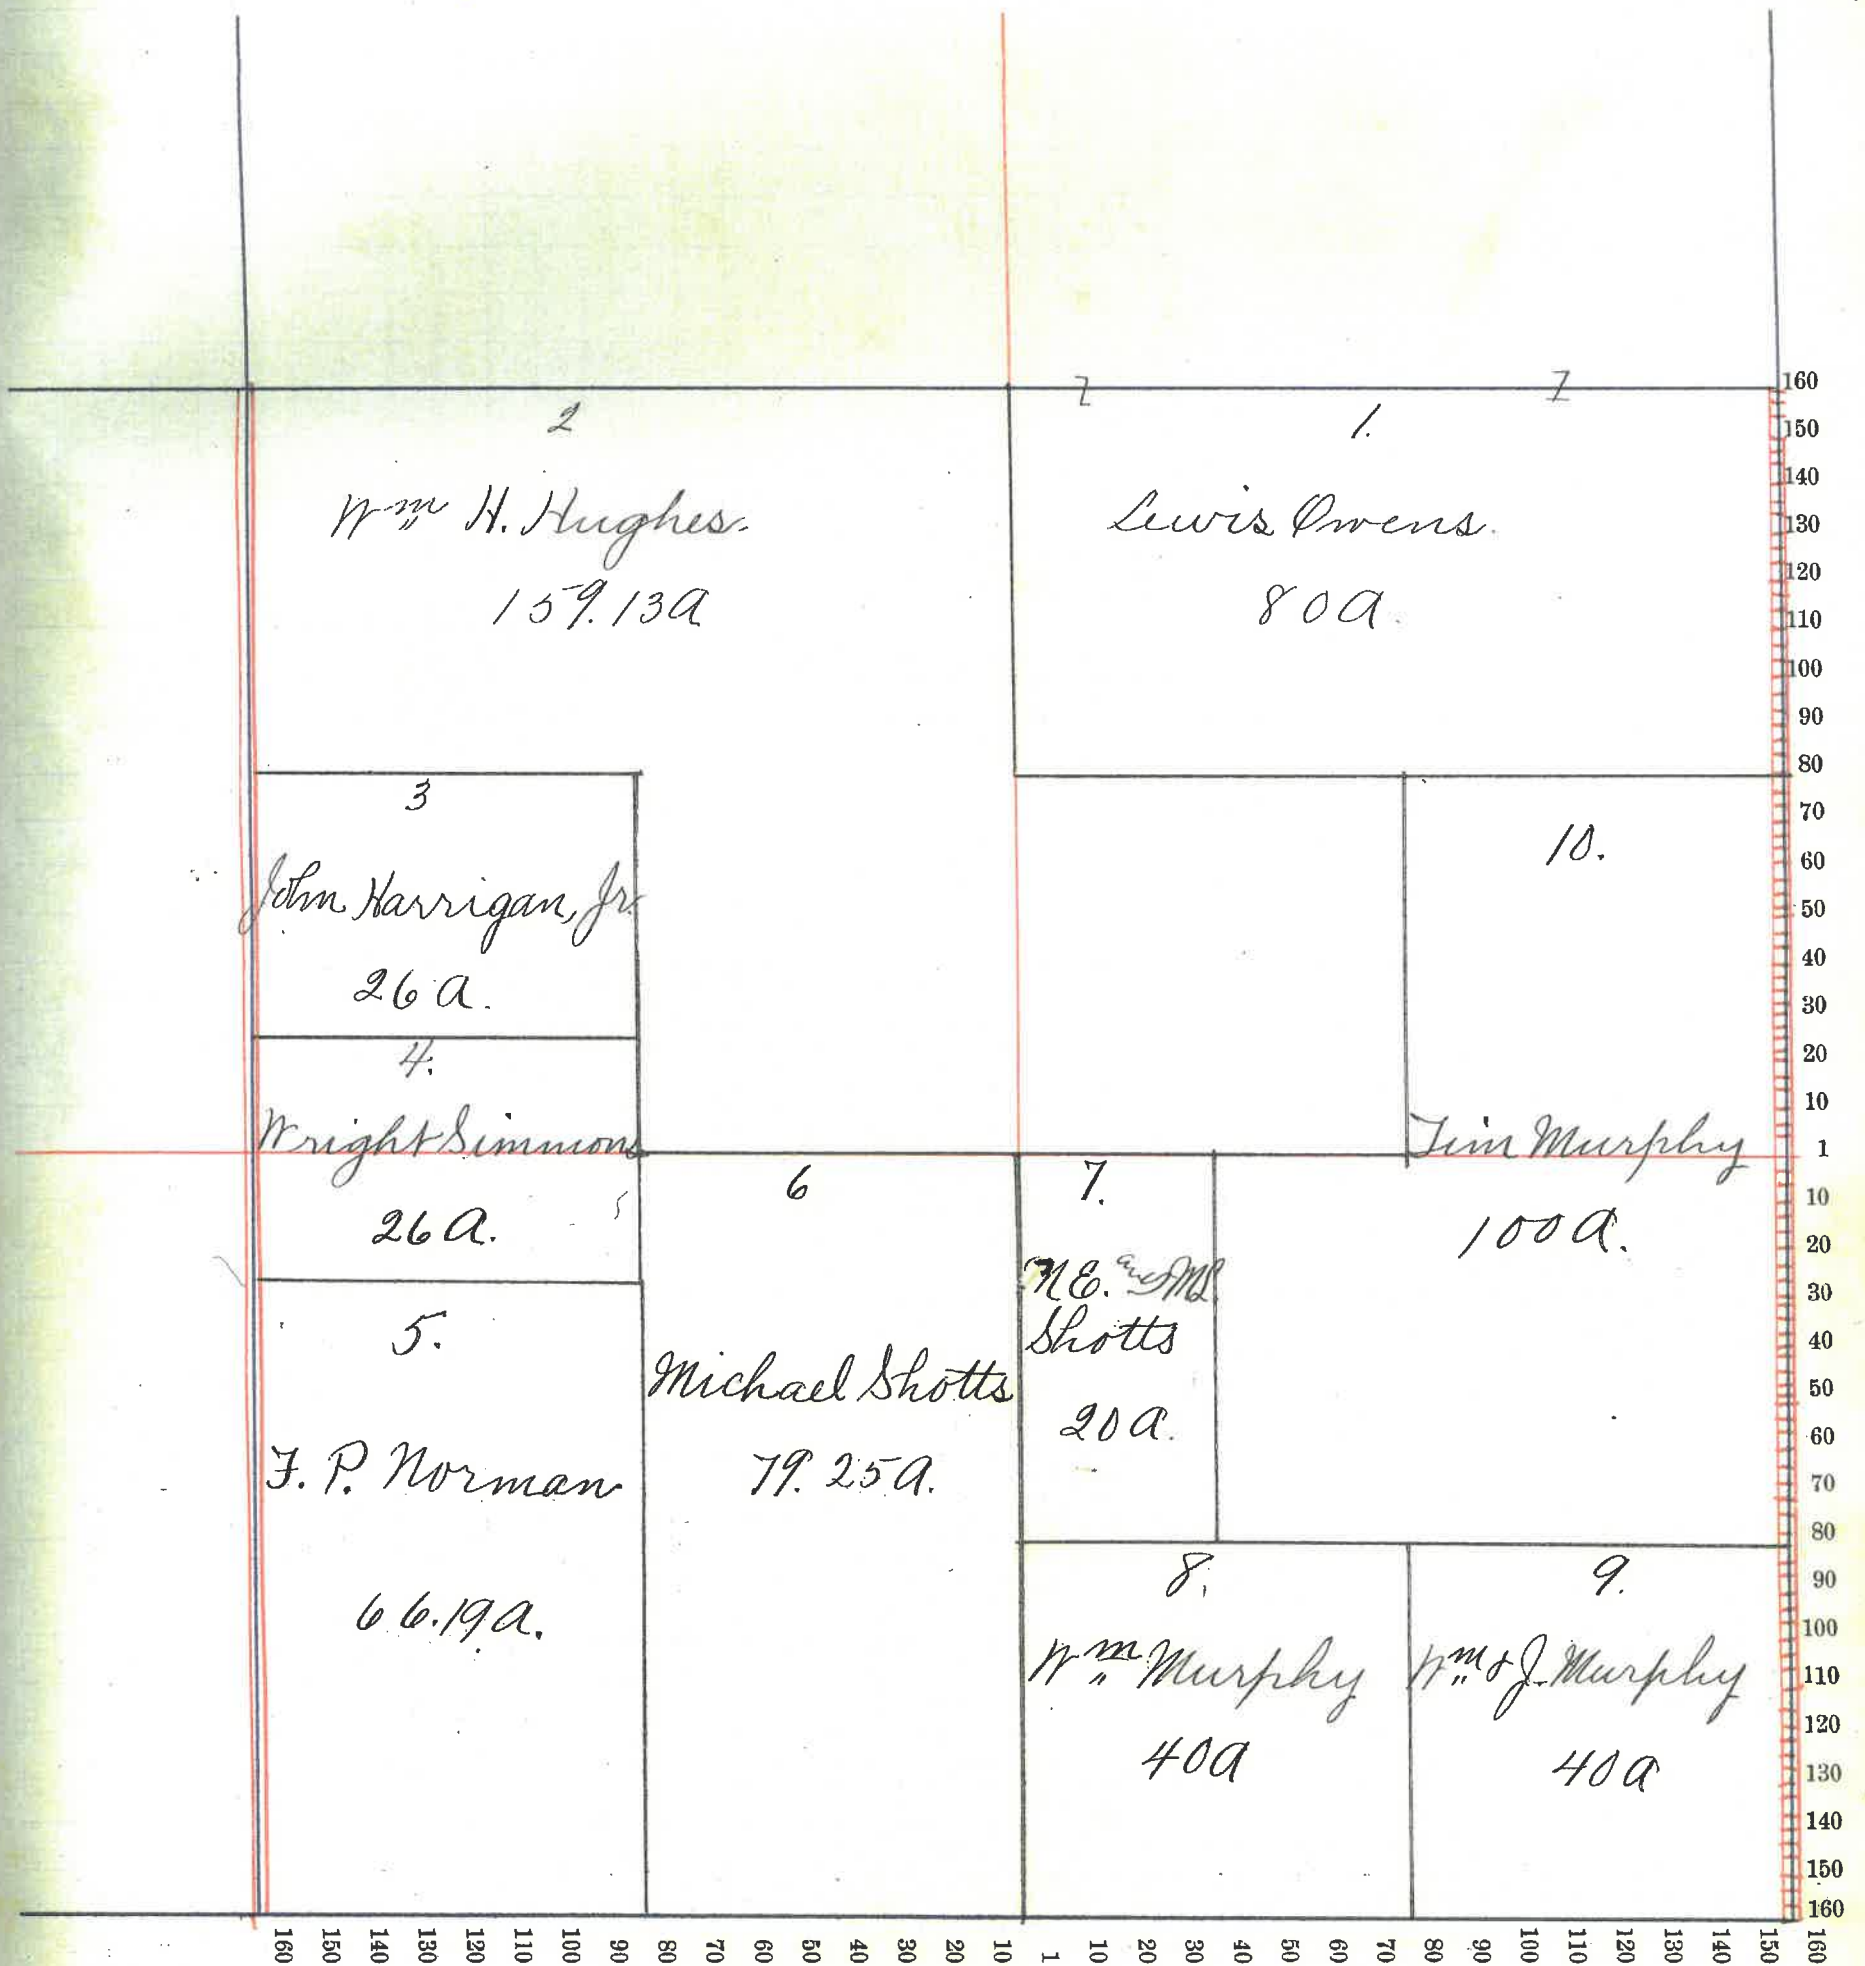 2
Wm H. Hughes.
159.13A
1.
Lewis Owens.
80A.
3
John Harrigan, Jr.
26A.
4.
Wright Simmons
26A.
5.
F. P. Norman
66.19A.
6
Michael Shotts
79.25A.
7.
N.E. and M.L.
Shotts
20A.
8.
Wm Murphy
40A
9.
Wm & J. Murphy
40A
10.
Tim Murphy
100A.
160
150
140
130
120
110
100
90
80
70
60
50
40
30
20
10
1
10
20
30
40
50
60
70
80
90
100
110
120
130
140
150
160
160 150 140 130 120 110 100 90 80 70 60 50 40 30 20 10 1 10 20 30 40 50 60 70 80 90 100 110 120 130 140 150 160